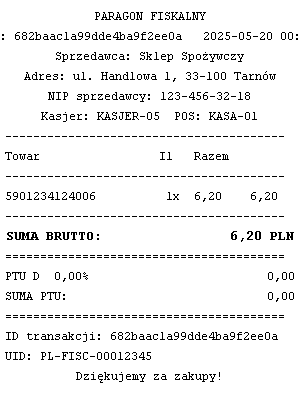 PARAGON FISKALNY
: 682baac1a99dde4ba9f2ee0a 2025-05-20 00:
Sprzedawca: Sklep Spożywczy
Adres: ul. Handlowa 1, 33-100 Tarnów
NIP sprzedawcy: 123-456-32-18
Kasjer: KASJER-05 POS: KASA-01
----------------------------------------
Towar Il Razem
----------------------------------------
5901234124006 1x 6,20 6,20
----------------------------------------
SUMA BRUTTO: 6,20 PLN
========================================
PTU D 0,00% 0,00
SUMA PTU: 0,00
========================================
ID transakcji: 682baac1a99dde4ba9f2ee0a
UID: PL-FISC-00012345
Dziękujemy za zakupy!